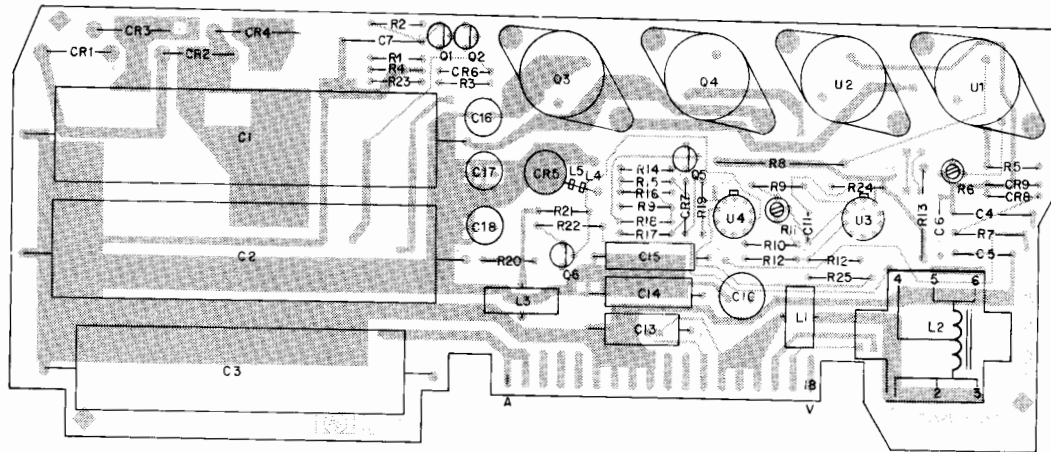 CR3
CR4
R2
C7
CR1
CR2
Q1
Q2
R1
R4
R23
CR6
R3
Q3
Q4
U2
U1
C1
C16
C17
CR5
L5
L4
C18
R21
R22
R20
Q6
R14
R15
R16
R9
R18
R17
CR7
R19
Q5
R8
R9
R24
U4
R11
C11
U3
R10
R12
R12
R25
R13
C6
R6
R5
CR9
CR8
C4
R7
C5
C2
C15
C14
C13
C10
L3
L1
4
5
6
L2
1
2
3
C3
A
18
V